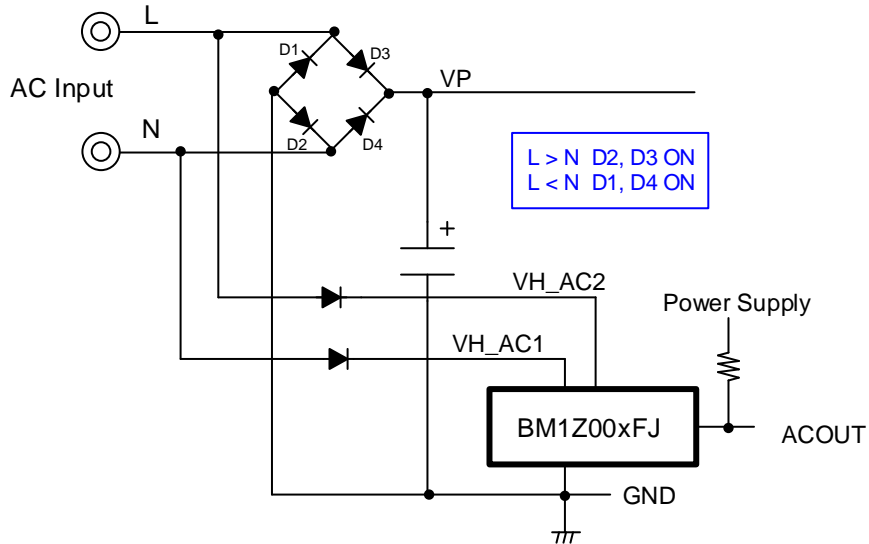 L
D1
D3
AC Input
VP
N
D2
D4
L > N D2, D3 ON
L < N D1, D4 ON
+
VH_AC2
Power Supply
VH_AC1
BM1Z00xFJ
ACOUT
GND